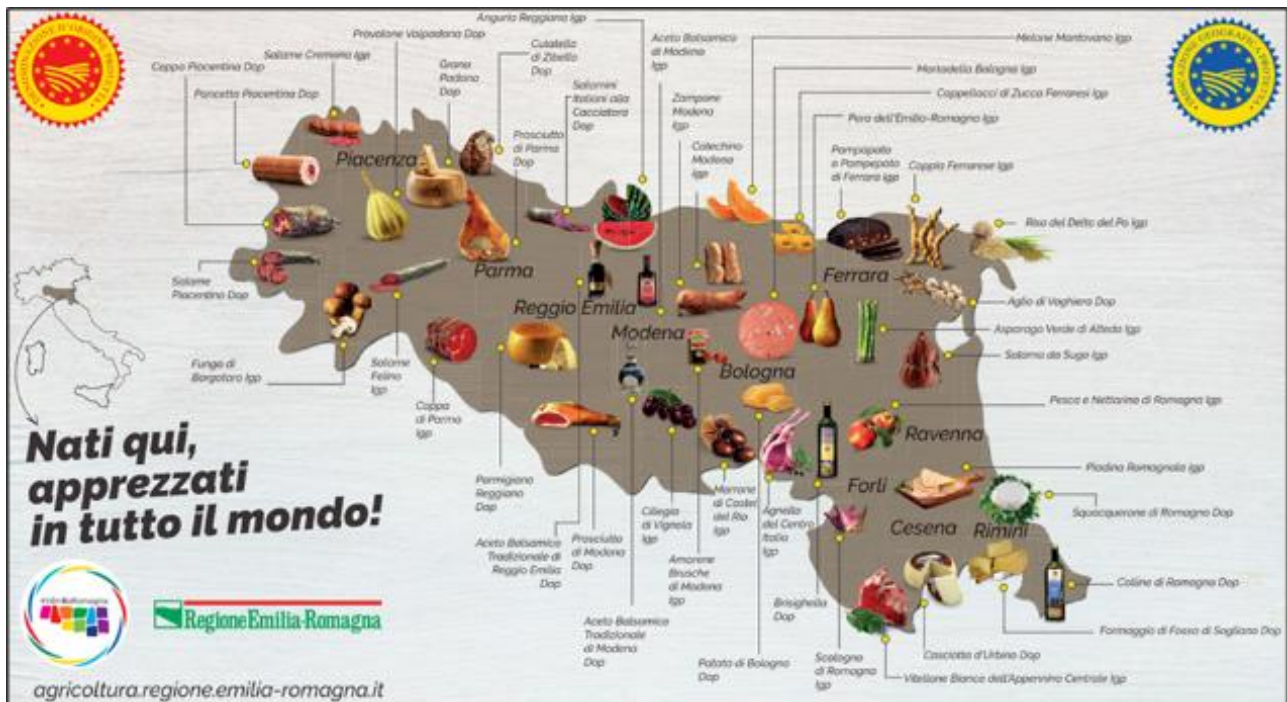 DENOMINAZIONE D'ORIGINE PROTETTA
INDICAZIONE GEOGRAFICA PROTETTA
Anguria Reggiana Igp
Provolone Valpadana Dop
Salame Cremona Igp
Coppa Piacentina Dop
Pancetta Piacentina Dop
Grana
Padano
Dop
Culatello
di Zibello
Dop
Prosciutto
di Parma
Dop
Salamini
Italiani alla
Cacciatora
Dop
Aceto Balsamico
di Modena
Igp
Zampone
Modena
Igp
Cotechino
Modena
Igp
Melone Mantovano Igp
Mortadella Bologna Igp
Cappellacci di Zucca Ferraresi Igp
Pera dell'Emilia-Romagna Igp
Pampapato
o Pampepato
di Ferrara Igp
Coppia Ferrarese Igp
Riso del Delta del Po Igp
Piacenza
Parma
Reggio Emilia
Modena
Bologna
Ferrara
Ravenna
Forlì
Cesena
Rimini
Salame
Piacentino Dop
Fungo di
Borgotaro Igp
Salame
Felino
Igp
Coppa
di Parma
Igp
Aglio di Voghiera Dop
Asparago Verde di Altedo Igp
Salama da Sugo Igp
Pesca e Nettarina di Romagna Igp
Piadina Romagnola Igp
Squacquerone di Romagna Dop
Colline di Romagna Dop
Formaggio di Fossa di Sogliano Dop
Casciotta d'Urbino Dop
Vitellone Bianco dell'Appennino Centrale Igp
Parmigiano
Reggiano
Dop
Aceto Balsamico
Tradizionale di
Reggio Emilia
Dop
Prosciutto
di Modena
Dop
Aceto Balsamico
Tradizionale
di Modena
Dop
Ciliegia
di Vignola
Igp
Amarene
Brusche
di Modena
Igp
Marrone
di Castel
del Rio
Igp
Patata di Bologna
Dop
Agnello
del Centro
Italia
Igp
Brisighella
Dop
Scalogno
di Romagna
Igp
Nati qui,
apprezzati
in tutto il mondo!
RegioneEmilia-Romagna
agricoltura.regione.emilia-romagna.it